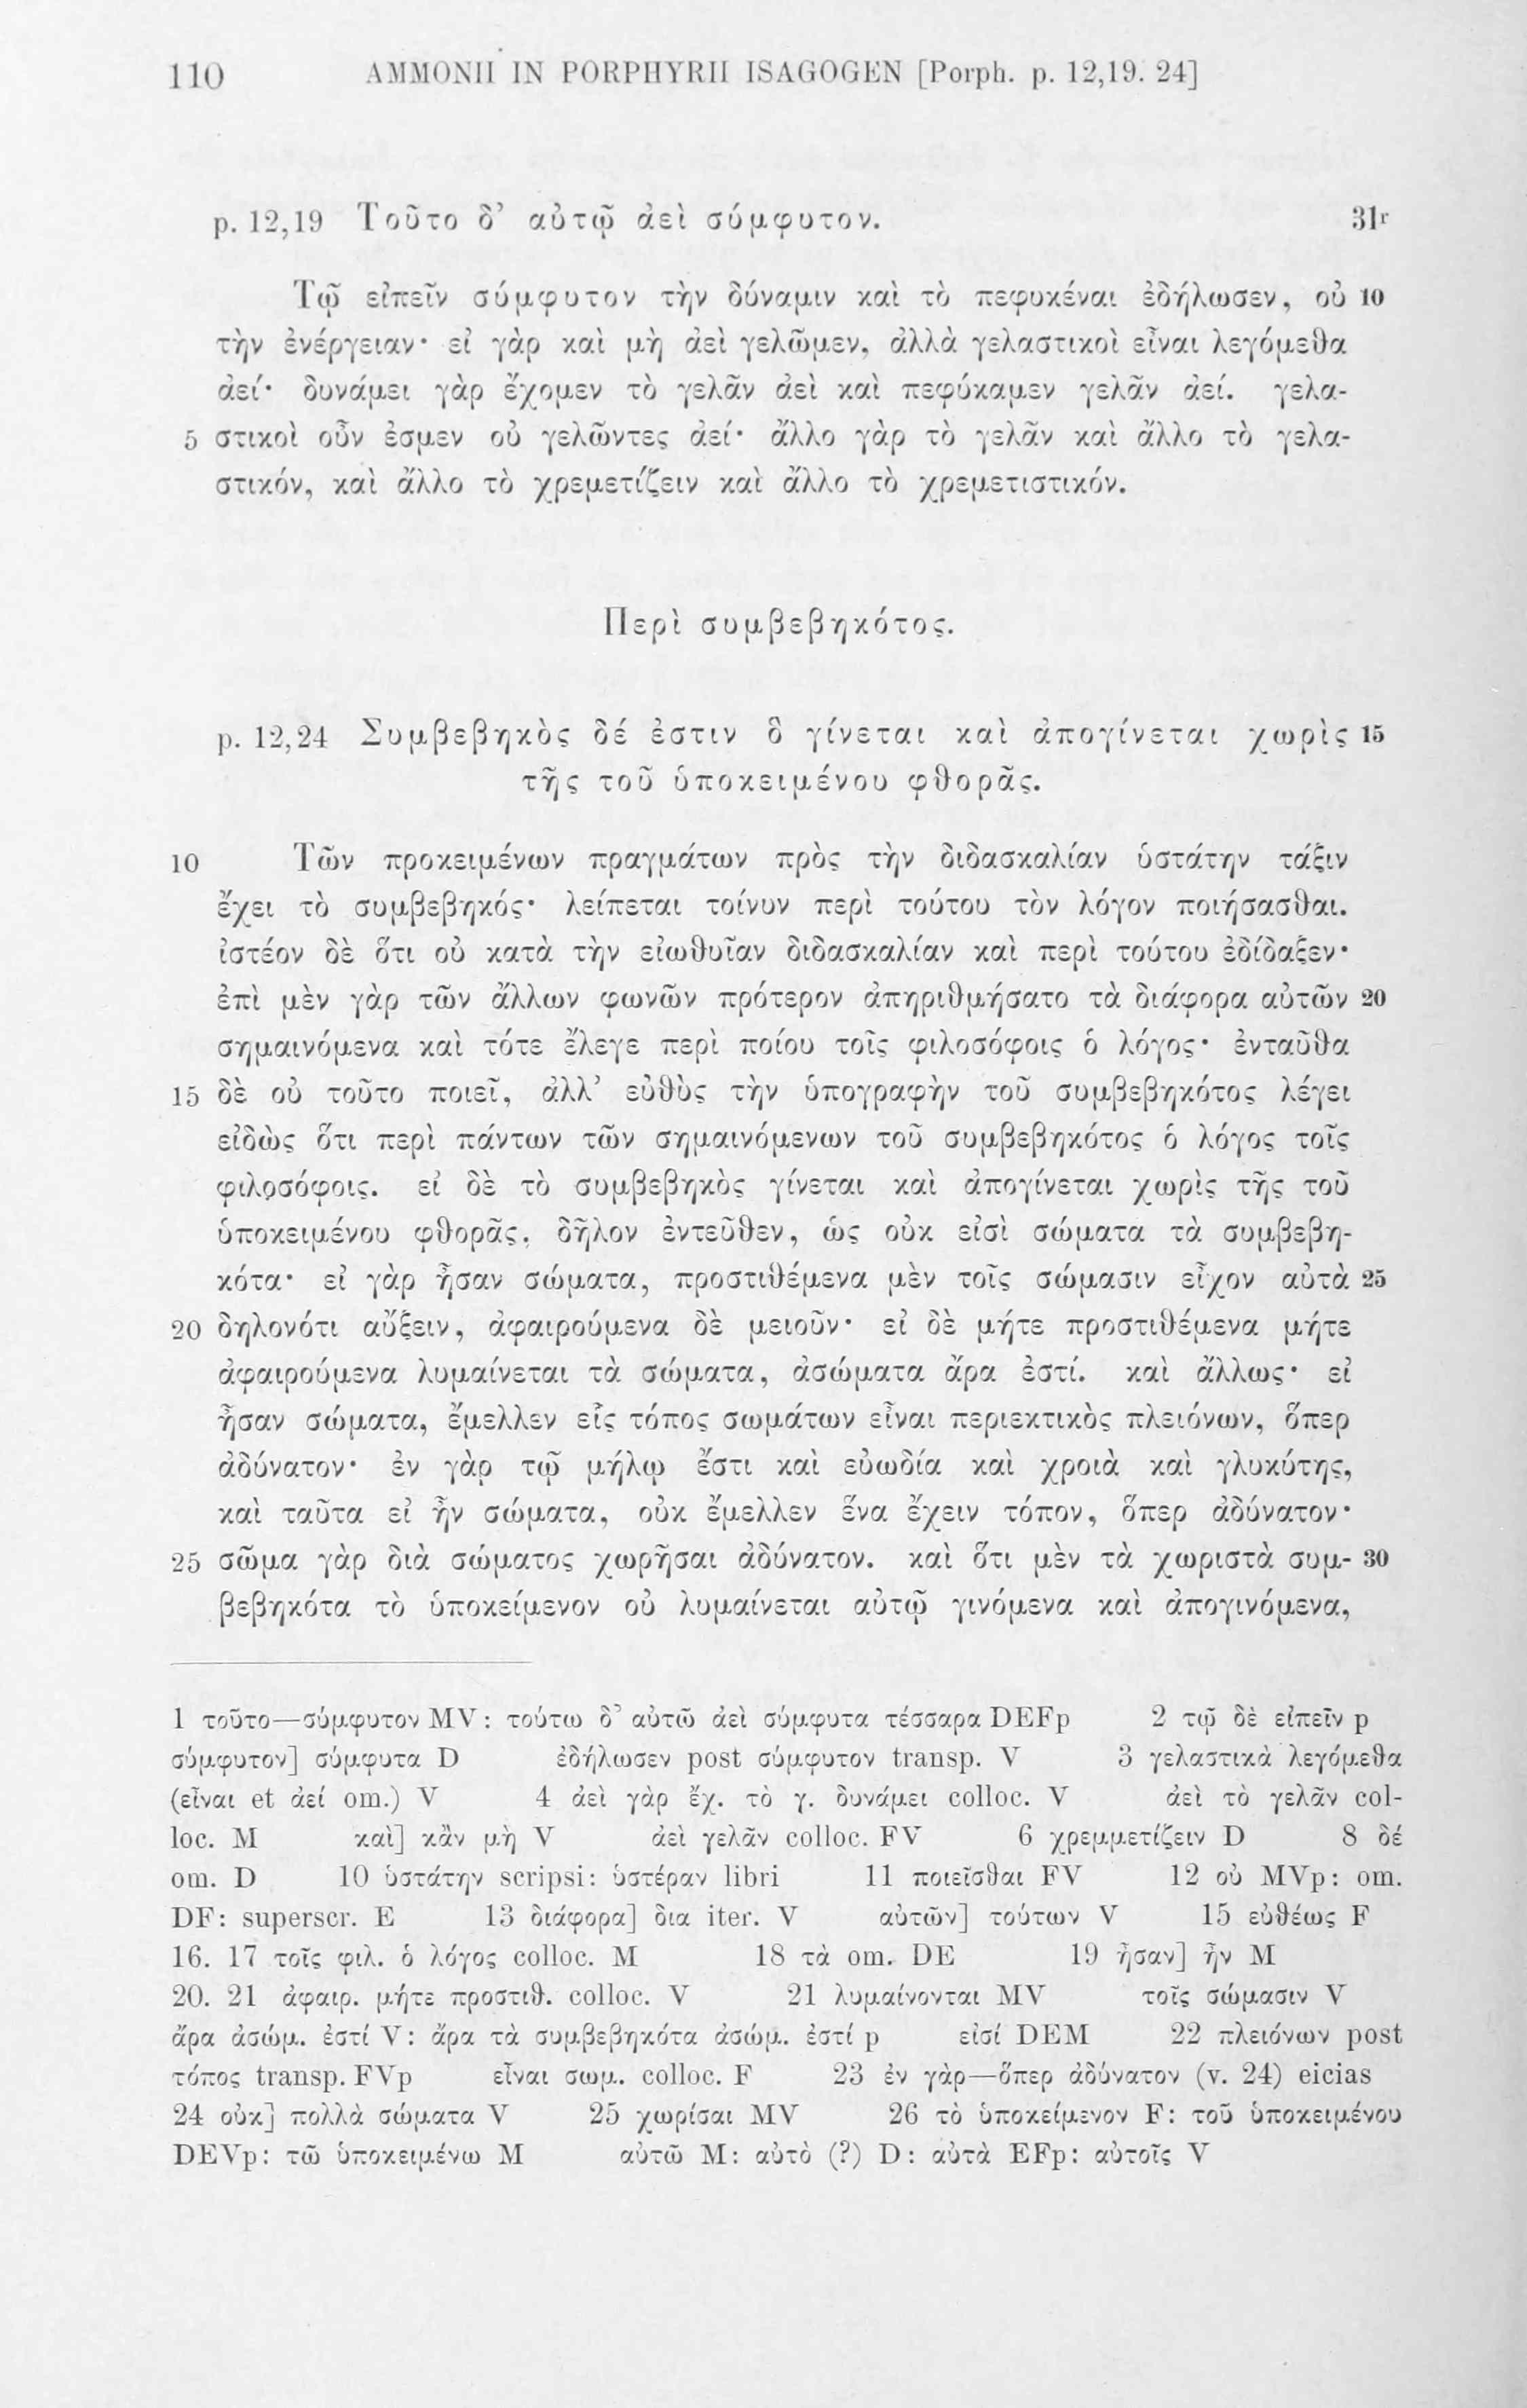 110 AMMONII IN PORPHYRII ISAGOGEN [Porph. p. 12,19. 24]
p. 12,19 Τοῦτο δ’ αὐτῷ ἀεὶ σύμφυτον. 31r
Τῷ εἰπεῖν σύμφυτον τὴν δύναμιν καὶ τὸ πεφυκέναι ἐδήλωσεν, οὐ 10
τὴν ἐνέργειαν· εἰ γὰρ καὶ μὴ ἀεὶ γελῶμεν, ἀλλὰ γελαστικοὶ εἶναι λεγόμεθα
ἀεί· δυνάμει γὰρ ἔχομεν τὸ γελᾶν ἀεὶ καὶ πεφύκαμεν γελᾶν ἀεί. γελα-
5 στικοὶ οὖν ἐσμεν οὐ γελῶντες ἀεί· ἄλλο γὰρ τὸ γελᾶν καὶ ἄλλο τὸ γελα-
στικόν, καὶ ἄλλο τὸ χρεμετίζειν καὶ ἄλλο τὸ χρεμετιστικόν.
Περὶ συμβεβηκότος.
p. 12,24 Συμβεβηκὸς δέ ἐστιν ὃ γίνεται καὶ ἀπογίνεται χωρὶς 15
τῆς τοῦ ὑποκειμένου φθορᾶς.
10 Τῶν προκειμένων πραγμάτων πρὸς τὴν διδασκαλίαν ὑστάτην τάξιν
ἔχει τὸ συμβεβηκός· λείπεται τοίνυν περὶ τούτου τὸν λόγον ποιήσασθαι.
ἰστέον δὲ ὅτι οὐ κατὰ τὴν εἰωθυῖαν διδασκαλίαν καὶ περὶ τούτου ἐδίδαξεν·
ἐπὶ μὲν γὰρ τῶν ἄλλων φωνῶν πρότερον ἀπηριθμήσατο τὰ διάφορα αὐτῶν 20
σημαινόμενα καὶ τότε ἔλεγε περὶ ποίου τοῖς φιλοσόφοις ὁ λόγος· ἐνταῦθα
15 δὲ οὐ τοῦτο ποιεῖ, ἀλλ’ εὐθὺς τὴν ὑπογραφὴν τοῦ συμβεβηκότος λέγει
εἰδὼς ὅτι περὶ πάντων τῶν σημαινόμενων τοῦ συμβεβηκότος ὁ λόγος τοῖς
φιλοσόφοις. εἰ δὲ τὸ συμβεβηκὸς γίνεται καὶ ἀπογίνεται χωρὶς τῆς τοῦ
ὑποκειμένου φθορᾶς, δῆλον ἐντεῦθεν, ὡς οὐκ εἰσὶ σώματα τὰ συμβεβη-
κότα· εἰ γὰρ ἦσαν σώματα, προστιθέμενα μὲν τοῖς σώμασιν εἶχον αὐτὰ 25
20 δηλονότι αὔξειν, ἀφαιρούμενα δὲ μειοῦν· εἰ δὲ μήτε προστιθέμενα μήτε
ἀφαιρούμενα λυμαίνεται τὰ σώματα, ἀσώματα ἄρα ἐστί. καὶ ἄλλως· εἰ
ἦσαν σώματα, ἔμελλεν εἷς τόπος σωμάτων εἶναι περιεκτικὸς πλειόνων, ὅπερ
ἀδύνατον· ἐν γὰρ τῷ μήλῳ ἔστι καὶ εὐωδία καὶ χροιὰ καὶ γλυκύτης,
καὶ ταῦτα εἰ ἦν σώματα, οὐκ ἔμελλεν ἕνα ἔχειν τόπον, ὅπερ ἀδύνατον·
25 σῶμα γὰρ διὰ σώματος χωρῆσαι ἀδύνατον. καὶ ὅτι μὲν τὰ χωριστὰ συμ- 30
βεβηκότα τὸ ὑποκείμενον οὐ λυμαίνεται αὐτῷ γινόμενα καὶ ἀπογινόμενα,
1 τοῦτο—σύμφυτον MV: τούτω δ’ αὐτῶ ἀεὶ σύμφυτα τέσσαρα DEFp 2 τῷ δὲ εἰπεῖν p
σύμφυτον] σύμφυτα D ἐδήλωσεν post σύμφυτον transp. V 3 γελαστικὰ λεγόμεθα
(εἶναι et ἀεί om.) V 4 ἀεὶ γὰρ ἔχ. τὸ γ. δυνάμει colloc. V ἀεὶ τὸ γελᾶν col-
loc. M καὶ] κἂν μὴ V ἀεὶ γελᾶν colloc. FV 6 χρεμμετίζειν D 8 δέ
om. D 10 ὑστάτην scripsi: ὑστέραν libri 11 ποιεῖσθαι FV 12 οὐ MVp: om.
DF: superscr. E 13 διάφορα] δια iter. V αὐτῶν] τούτων V 15 εὐθέως F
16. 17 τοῖς φιλ. ὁ λόγος colloc. M 18 τὰ om. DE 19 ἦσαν] ἦν M
20. 21 ἀφαιρ. μήτε προστιθ. colloc. V 21 λυμαίνονται MV τοῖς σώμασιν V
ἄρα ἀσώμ. ἐστί V: ἄρα τὰ συμβεβηκότα ἀσώμ. ἐστί p εἰσί DEM 22 πλειόνων post
τόπος transp. FVp εἶναι σωμ. colloc. F 23 ἐν γὰρ—ὅπερ ἀδύνατον (v. 24) eicias
24 οὐκ] πολλὰ σώματα V 25 χωρίσαι MV 26 τὸ ὑποκείμενον F: τοῦ ὑποκειμένου
DEVp: τῶ ὑποκειμένω M αὐτῶ M: αὐτὸ (?) D: αὐτὰ EFp: αὐτοῖς V